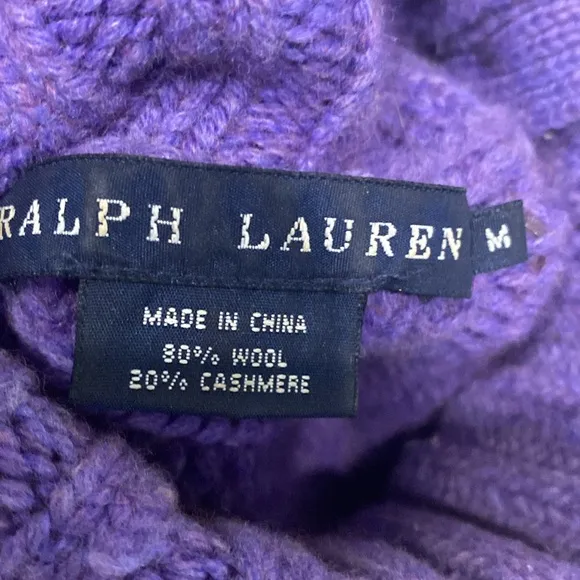 RALPH LAUREN
M
MADE IN CHINA
80% WOOL
20% CASHMERE